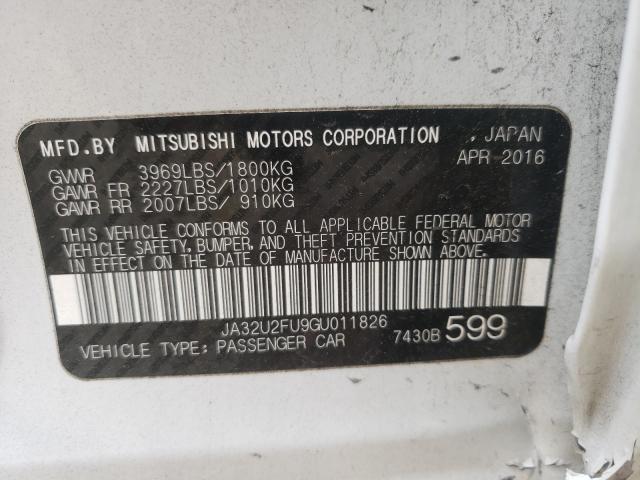 MFD.BY MITSUBISHI MOTORS CORPORATION , JAPAN
GVWR 3969LBS/1800KG APR 2016
GAWR FR 2227LBS/1010KG
GAWR RR 2007LBS/ 910KG
THIS VEHICLE CONFORMS TO ALL APPLICABLE FEDERAL MOTOR
VEHICLE SAFETY, BUMPER, AND THEFT PREVENTION STANDARDS
IN EFFECT ON THE DATE OF MANUFACTURE SHOWN ABOVE.
JA32U2FU9GU011826
VEHICLE TYPE: PASSENGER CAR 7430B 599